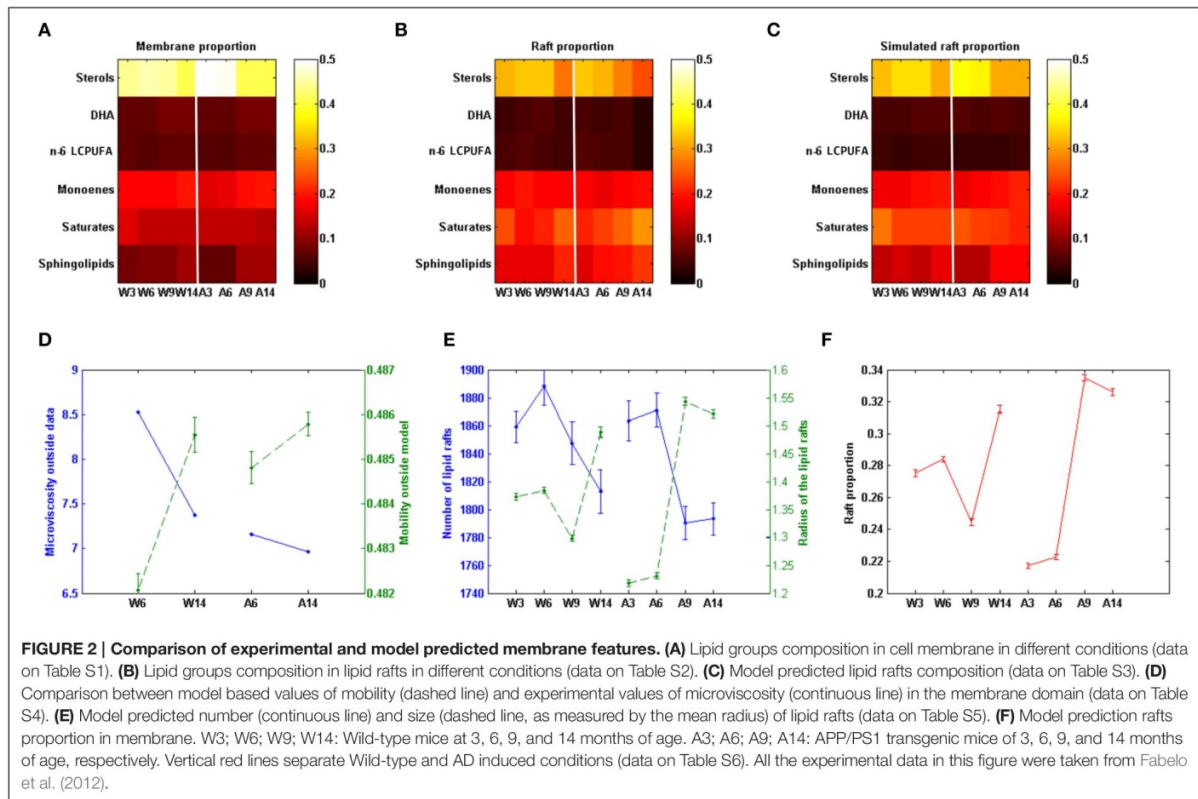 A
Membrane proportion
Sterols
DHA
n-6 LCPUFA
Monoenes
Saturates
Sphingolipids
W3 W6 W9 W14 A3 A6 A9 A14
0.5
0.4
0.3
0.2
0.1
0
B
Raft proportion
Sterols
DHA
n-6 LCPUFA
Monoenes
Saturates
Sphingolipids
W3 W6 W9 W14 A3 A6 A9 A14
0.5
0.4
0.3
0.2
0.1
0
C
Simulated raft proportion
Sterols
DHA
n-6 LCPUFA
Monoenes
Saturates
Sphingolipids
W3 W6 W9 W14 A3 A6 A9 A14
0.5
0.4
0.3
0.2
0.1
0
D
Microviscosity outside data
9
8.5
8
7.5
7
6.5
W6 W14 A6 A14
0.487
0.486
0.485
0.484
0.483
0.482
Mobility outside model
E
Number of lipid rafts
1900
1880
1860
1840
1820
1800
1780
1760
1740
W3 W6 W9 W14 A3 A6 A9 A14
1.6
1.55
1.5
1.45
1.4
1.35
1.3
1.25
1.2
Radius of the lipid rafts
F
Raft proportion
0.34
0.32
0.3
0.28
0.26
0.24
0.22
0.2
W3 W6 W9 W14 A3 A6 A9 A14
FIGURE 2 | Comparison of experimental and model predicted membrane features. (A) Lipid groups composition in cell membrane in different conditions (data
on Table S1). (B) Lipid groups composition in lipid rafts in different conditions (data on Table S2). (C) Model predicted lipid rafts composition (data on Table S3). (D)
Comparison between model based values of mobility (dashed line) and experimental values of microviscosity (continuous line) in the membrane domain (data on Table
S4). (E) Model predicted number (continuous line) and size (dashed line, as measured by the mean radius) of lipid rafts (data on Table S5). (F) Model prediction rafts
proportion in membrane. W3; W6; W9; W14: Wild-type mice at 3, 6, 9, and 14 months of age. A3; A6; A9; A14: APP/PS1 transgenic mice of 3, 6, 9, and 14 months
of age, respectively. Vertical red lines separate Wild-type and AD induced conditions (data on Table S6). All the experimental data in this figure were taken from Fabelo
et al. (2012).